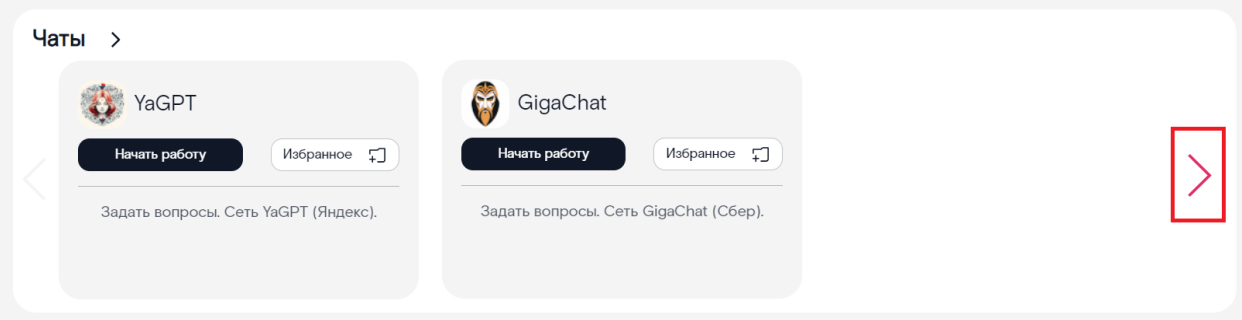 Чаты
YaGPT
Начать работу
Избранное
Задать вопросы. Сеть YaGPT (Яндекс).
GigaChat
Начать работу
Избранное
Задать вопросы. Сеть GigaChat (Сбер).